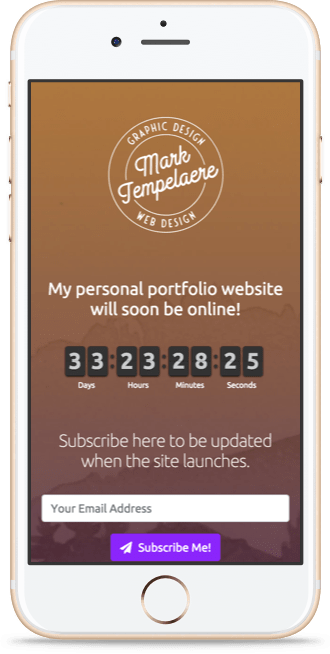 GRAPHIC DESIGN
Mark
Tempelaere
WEB DESIGN
My personal portfolio website
will soon be online!
33:23:28:25
Days Hours Minutes Seconds
Subscribe here to be updated
when the site launches.
Your Email Address
Subscribe Me!